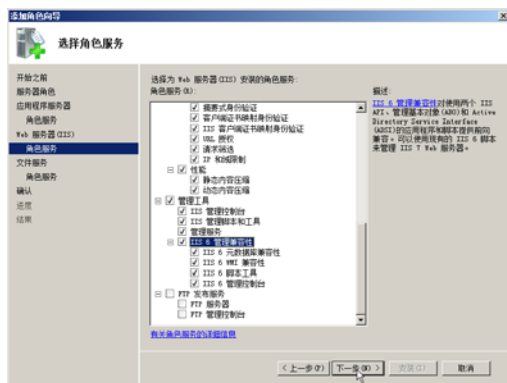 添加角色向导
选择角色服务
开始之前
服务器角色
应用程序服务器
角色服务
Web 服务器(IIS)
角色服务
文件服务
角色服务
确认
进度
结果
选择为 Web 服务器(IIS) 安装的角色服务:
角色服务(R):
摘要式身份验证
客户端证书映射身份验证
IIS 客户端证书映射身份验证
URL 授权
请求筛选
IP 和域限制
性能
静态内容压缩
动态内容压缩
管理工具
IIS 管理控制台
IIS 管理脚本和工具
管理服务
IIS 6 管理兼容性
IIS 6 元数据库兼容性
IIS 6 WMI 兼容性
IIS 6 脚本工具
IIS 6 管理控制台
FTP 发布服务
FTP 服务器
FTP 管理控制台
有关角色服务的详细信息
描述:
IIS 6 管理兼容性对使用两个 IIS
API、管理基本对象(ABO)和 Active
Directory Service Interface
(ADSI)的应用程序和脚本提供前向
兼容。可以使用现有的 IIS 6 脚本
来管理 IIS 7 Web 服务器。
< 上一步(P)
下一步(N) >
安装(I)
取消